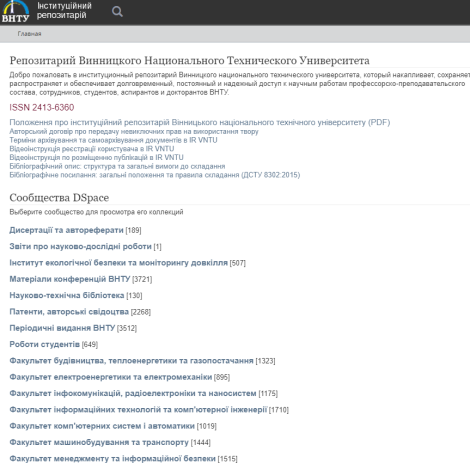 ВНТУ
Інституційний
репозитарій
Главная
Репозитарий Винницкого Национального Технического Университета
Добро пожаловать в институционный репозитарий Винницкого национального технического университета, который накапливает, сохраняет
распространяет и обеспечивает долговременный, постоянный и надежный доступ к научным работам профессорско-преподавательского
состава, сотрудников, студентов, аспирантов и докторантов ВНТУ.
ISSN 2413-6360
Положення про інституційний репозитарій Вінницького національного технічного університету (PDF)
Авторський договір про передачу невиключних прав на використання твору
Терміни архівування та самоархівування документів в IR VNTU
Відеоінструкція реєстрації користувача в IR VNTU
Відеоінструкція по розміщенню публікацій в IR VNTU
Бібліографічний опис: структура та загальні вимоги до складання
Бібліографічне посилання: загальні положення та правила складання (ДСТУ 8302:2015)
Сообщества DSpace
Выберите сообщество для просмотра его коллекций
Дисертації та автореферати [189]
Звіти про науково-дослідні роботи [1]
Інститут екологічної безпеки та моніторингу довкілля [507]
Матеріали конференцій ВНТУ [3721]
Науково-технічна бібліотека [130]
Патенти, авторські свідоцтва [2268]
Періодичні видання ВНТУ [3512]
Роботи студентів [649]
Факультет будівництва, теплоенергетики та газопостачання [1323]
Факультет електроенергетики та електромеханіки [895]
Факультет інфокомунікацій, радіоелектроніки та наносистем [1175]
Факультет інформаційних технологій та комп'ютерної інженерії [1710]
Факультет комп'ютерних систем і автоматики [1019]
Факультет машинобудування та транспорту [1444]
Факультет менеджменту та інформаційної безпеки [1515]